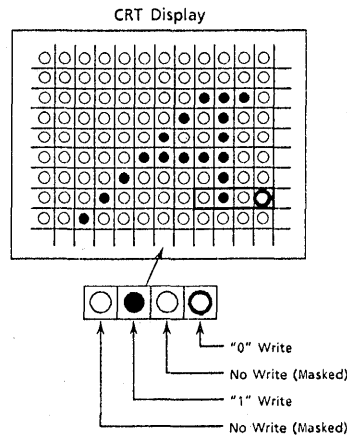 CRT Display
"0" Write
No Write (Masked)
"1" Write
No Write (Masked)